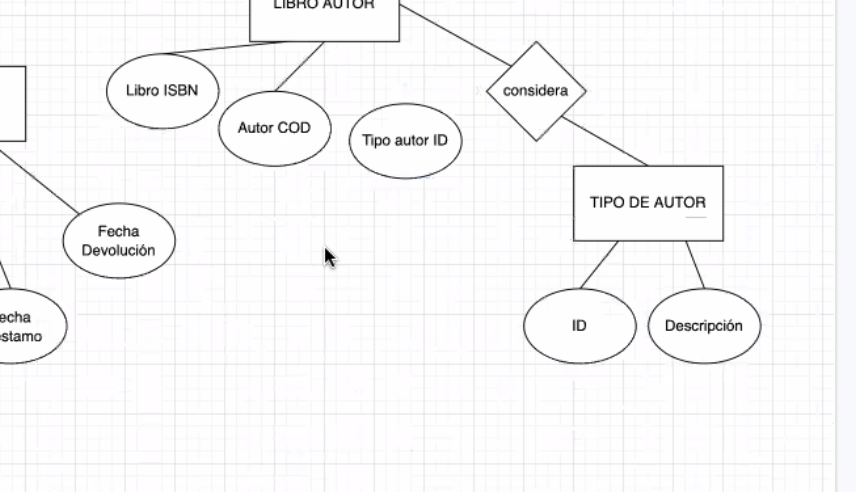 LIBRO AUTOR
Libro ISBN
considera
Autor COD
Tipo autor ID
TIPO DE AUTOR
Fecha
Devolución
ID
Descripción
echa
stamo